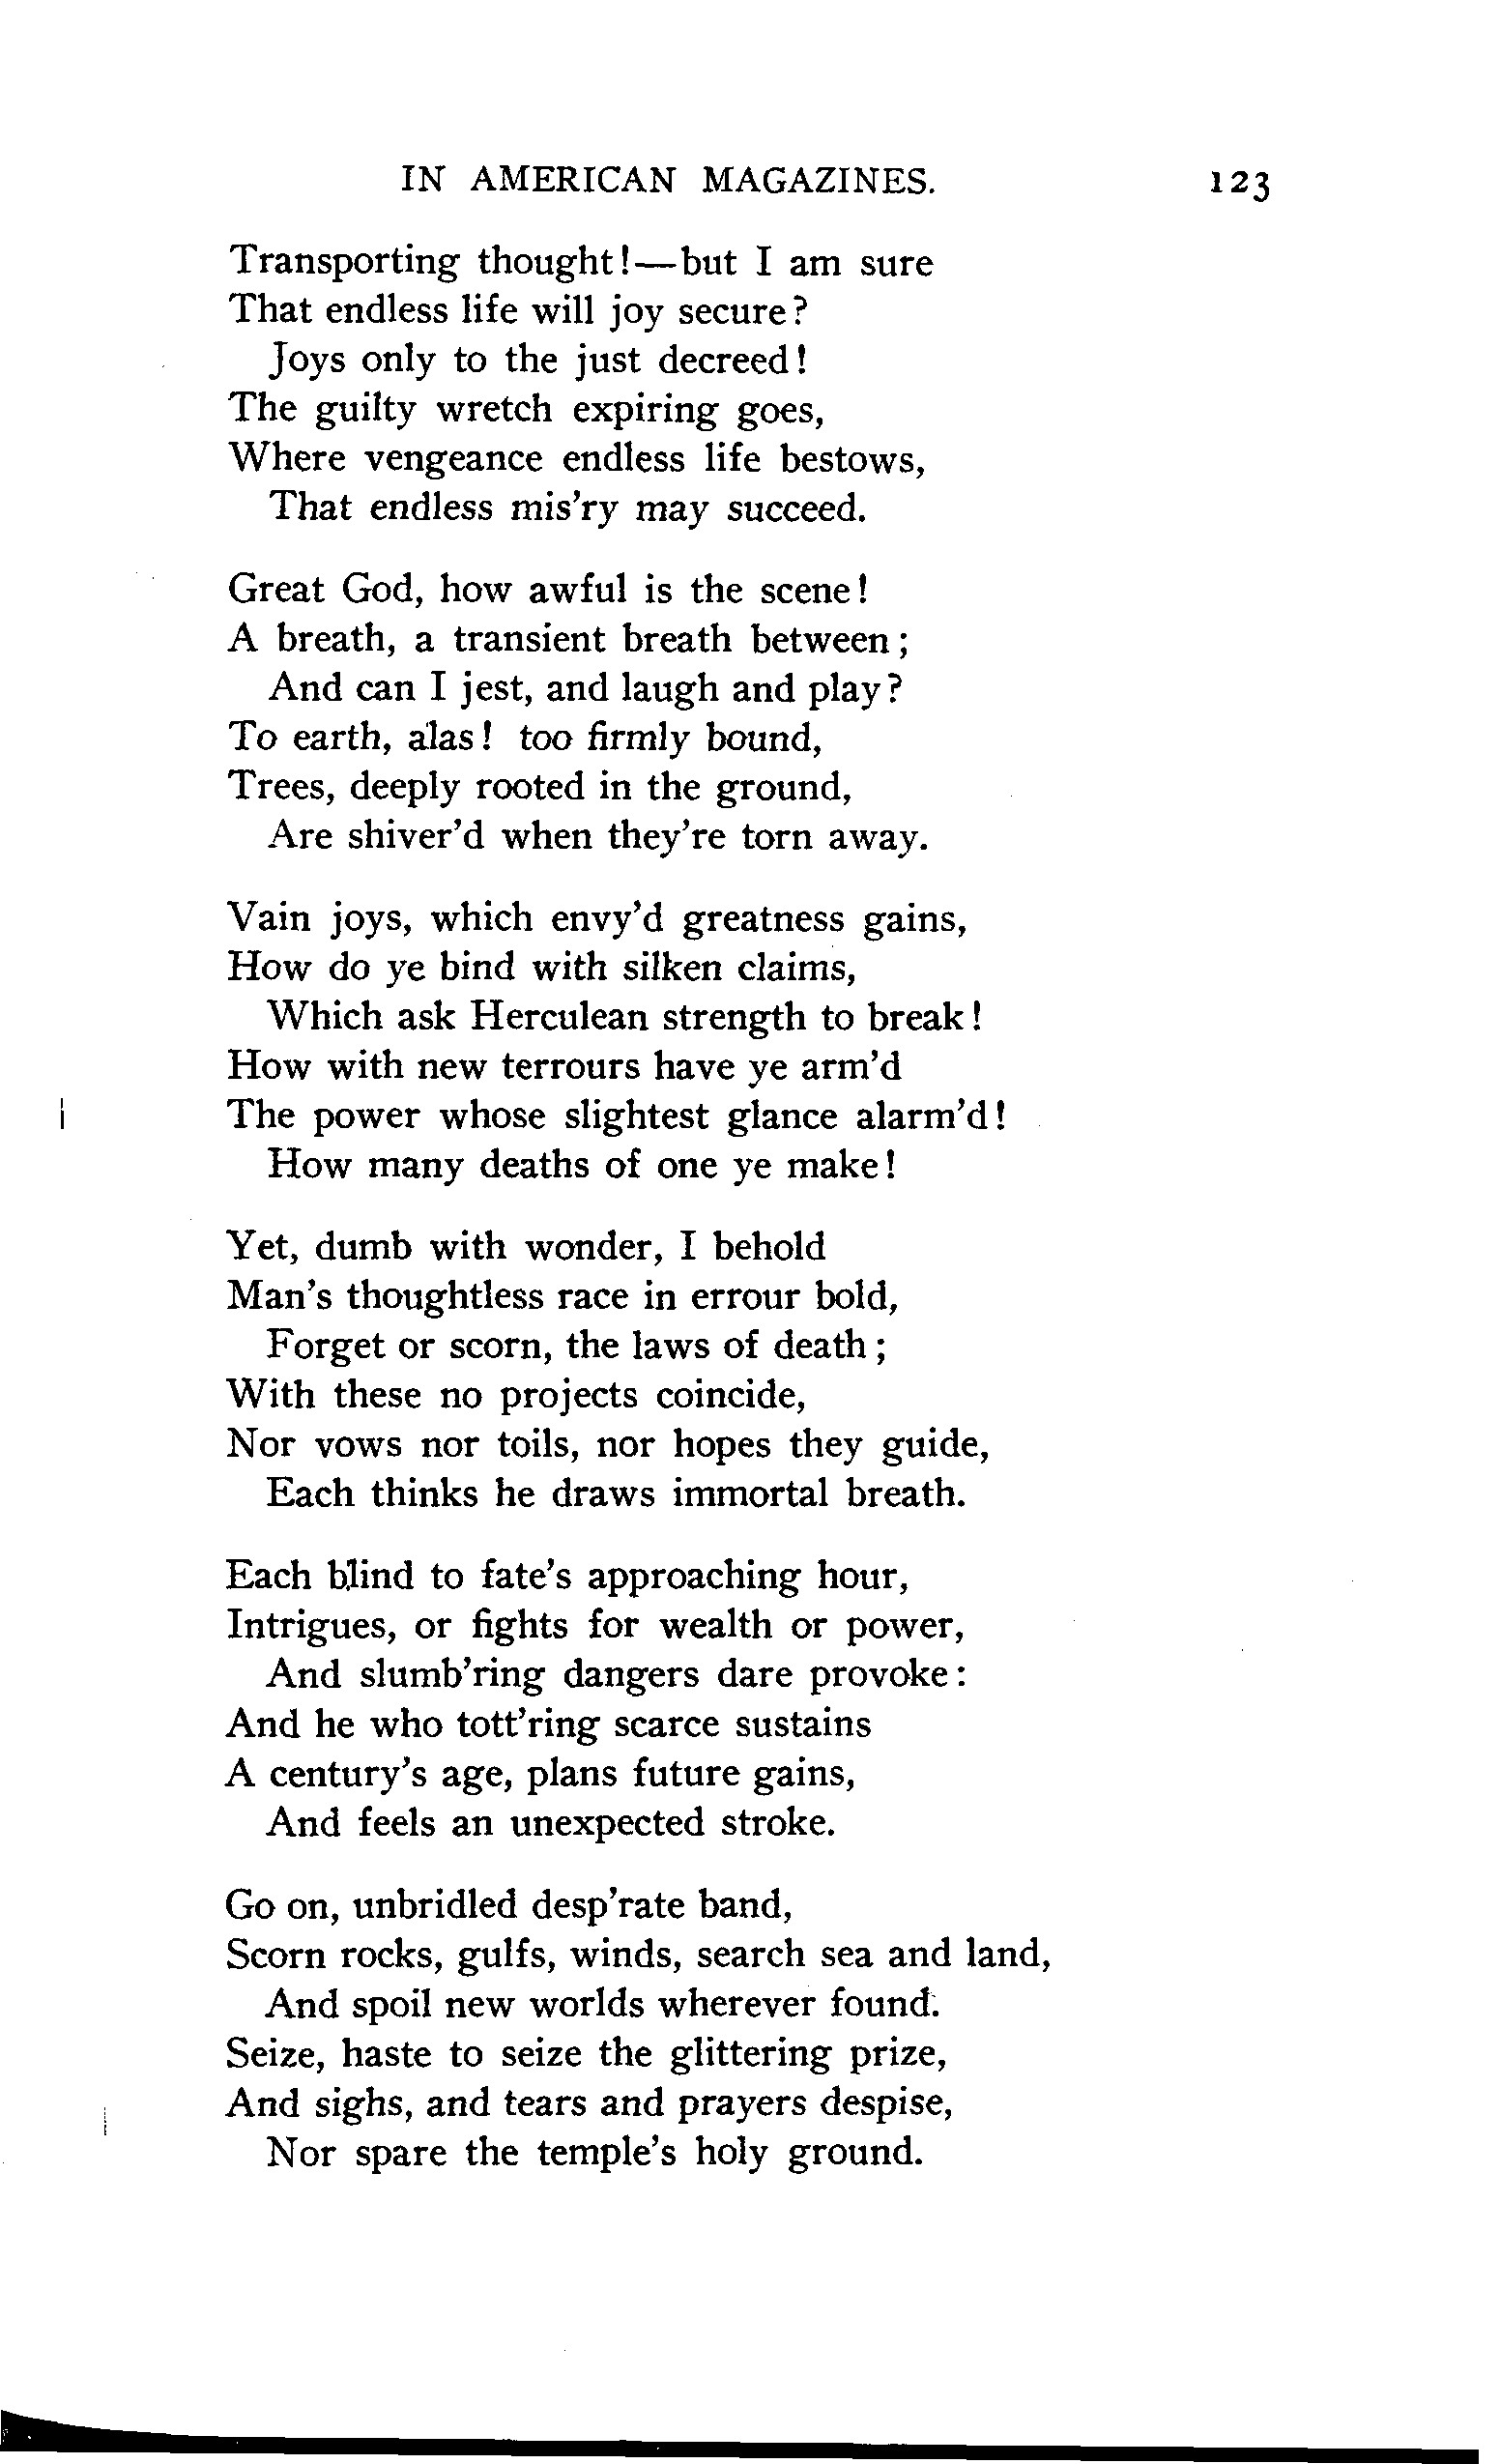 IN AMERICAN MAGAZINES. 123
Transporting thought!—but I am sure
That endless life will joy secure?
Joys only to the just decreed!
The guilty wretch expiring goes,
Where vengeance endless life bestows,
That endless mis'ry may succeed.
Great God, how awful is the scene!
A breath, a transient breath between;
And can I jest, and laugh and play?
To earth, alas! too firmly bound,
Trees, deeply rooted in the ground,
Are shiver'd when they're torn away.
Vain joys, which envy'd greatness gains,
How do ye bind with silken claims,
Which ask Herculean strength to break!
How with new terrours have ye arm'd
The power whose slightest glance alarm'd!
How many deaths of one ye make!
Yet, dumb with wonder, I behold
Man's thoughtless race in errour bold,
Forget or scorn, the laws of death;
With these no projects coincide,
Nor vows nor toils, nor hopes they guide,
Each thinks he draws immortal breath.
Each blind to fate's approaching hour,
Intrigues, or fights for wealth or power,
And slumb'ring dangers dare provoke:
And he who tott'ring scarce sustains
A century's age, plans future gains,
And feels an unexpected stroke.
Go on, unbridled desp'rate band,
Scorn rocks, gulfs, winds, search sea and land,
And spoil new worlds wherever found.
Seize, haste to seize the glittering prize,
And sighs, and tears and prayers despise,
Nor spare the temple's holy ground.